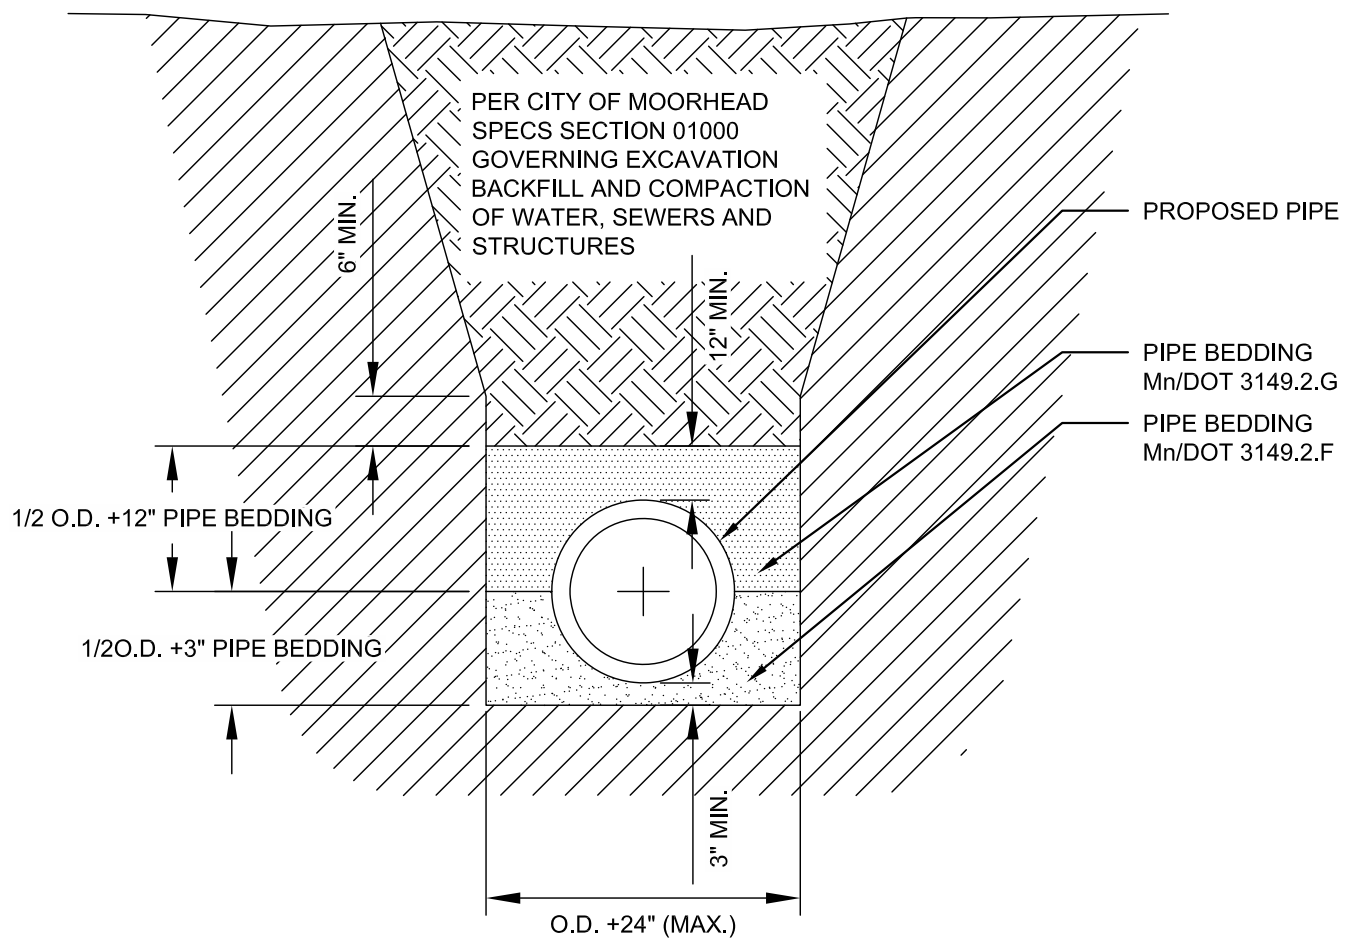 PER CITY OF MOORHEAD
SPECS SECTION 01000
GOVERNING EXCAVATION
BACKFILL AND COMPACTION
OF WATER, SEWERS AND
STRUCTURES
6" MIN.
12" MIN.
PROPOSED PIPE
PIPE BEDDING
Mn/DOT 3149.2.G
PIPE BEDDING
Mn/DOT 3149.2.F
1/2 O.D. +12" PIPE BEDDING
1/2O.D. +3" PIPE BEDDING
3" MIN.
O.D. +24" (MAX.)